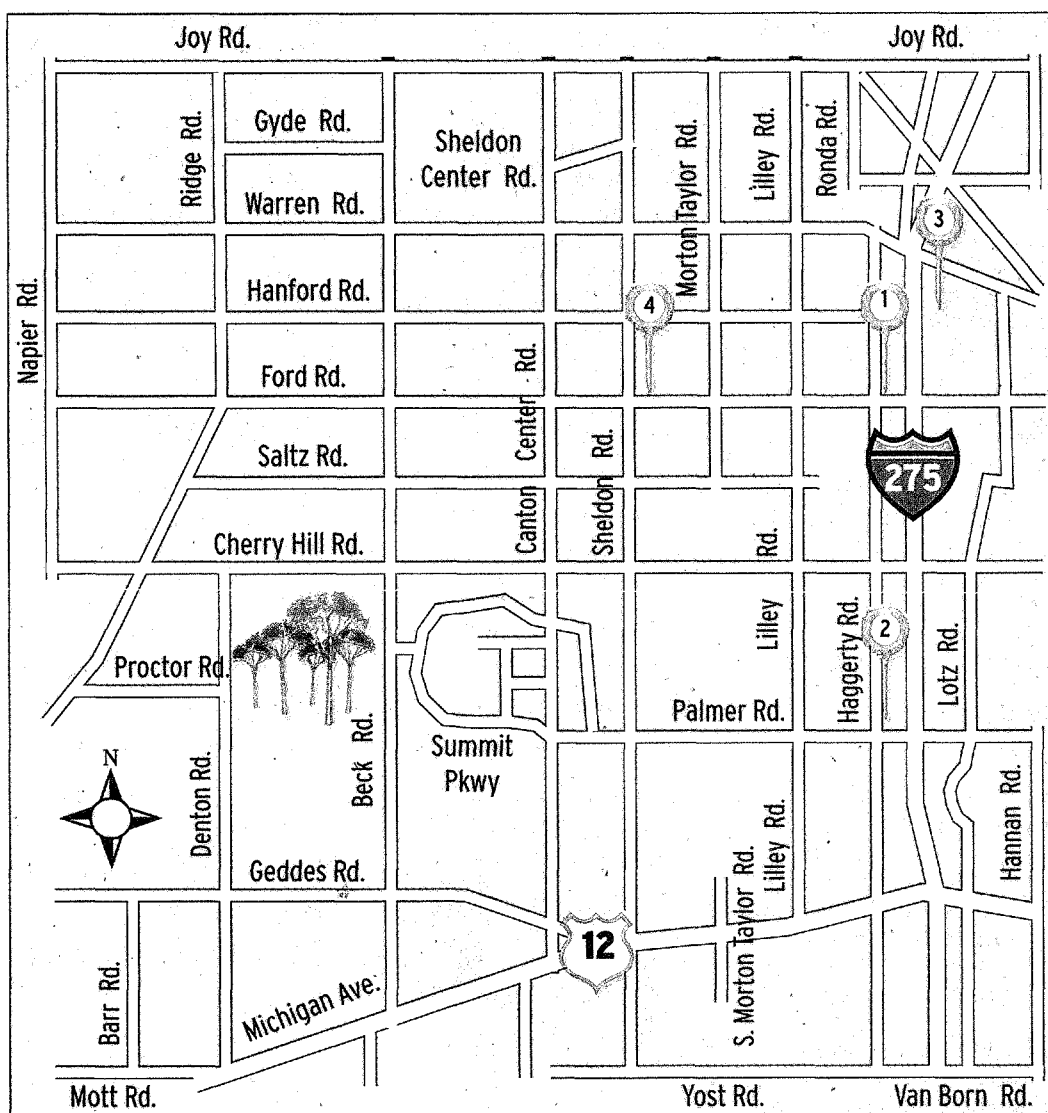 Joy Rd.
Joy Rd.
Ridge Rd.
Gyde Rd.
Sheldon
Center Rd.
Morton Taylor Rd.
Lilley Rd.
Ronda Rd.
Warren Rd.
3
Napier Rd.
Hanford Rd.
4
1
Ford Rd.
Canton Center Rd.
Saltz Rd.
Sheldon Rd.
275
Cherry Hill Rd.
Lilley Rd.
Haggerty Rd.
2
Lotz Rd.
Proctor Rd.
Palmer Rd.
Summit
Pkwy
Beck Rd.
N
Denton Rd.
Hannan Rd.
Lilley Rd.
S. Morton Taylor Rd.
Geddes Rd.
12
Barr Rd.
Michigan Ave.
Mott Rd.
Yost Rd.
Van Born Rd.